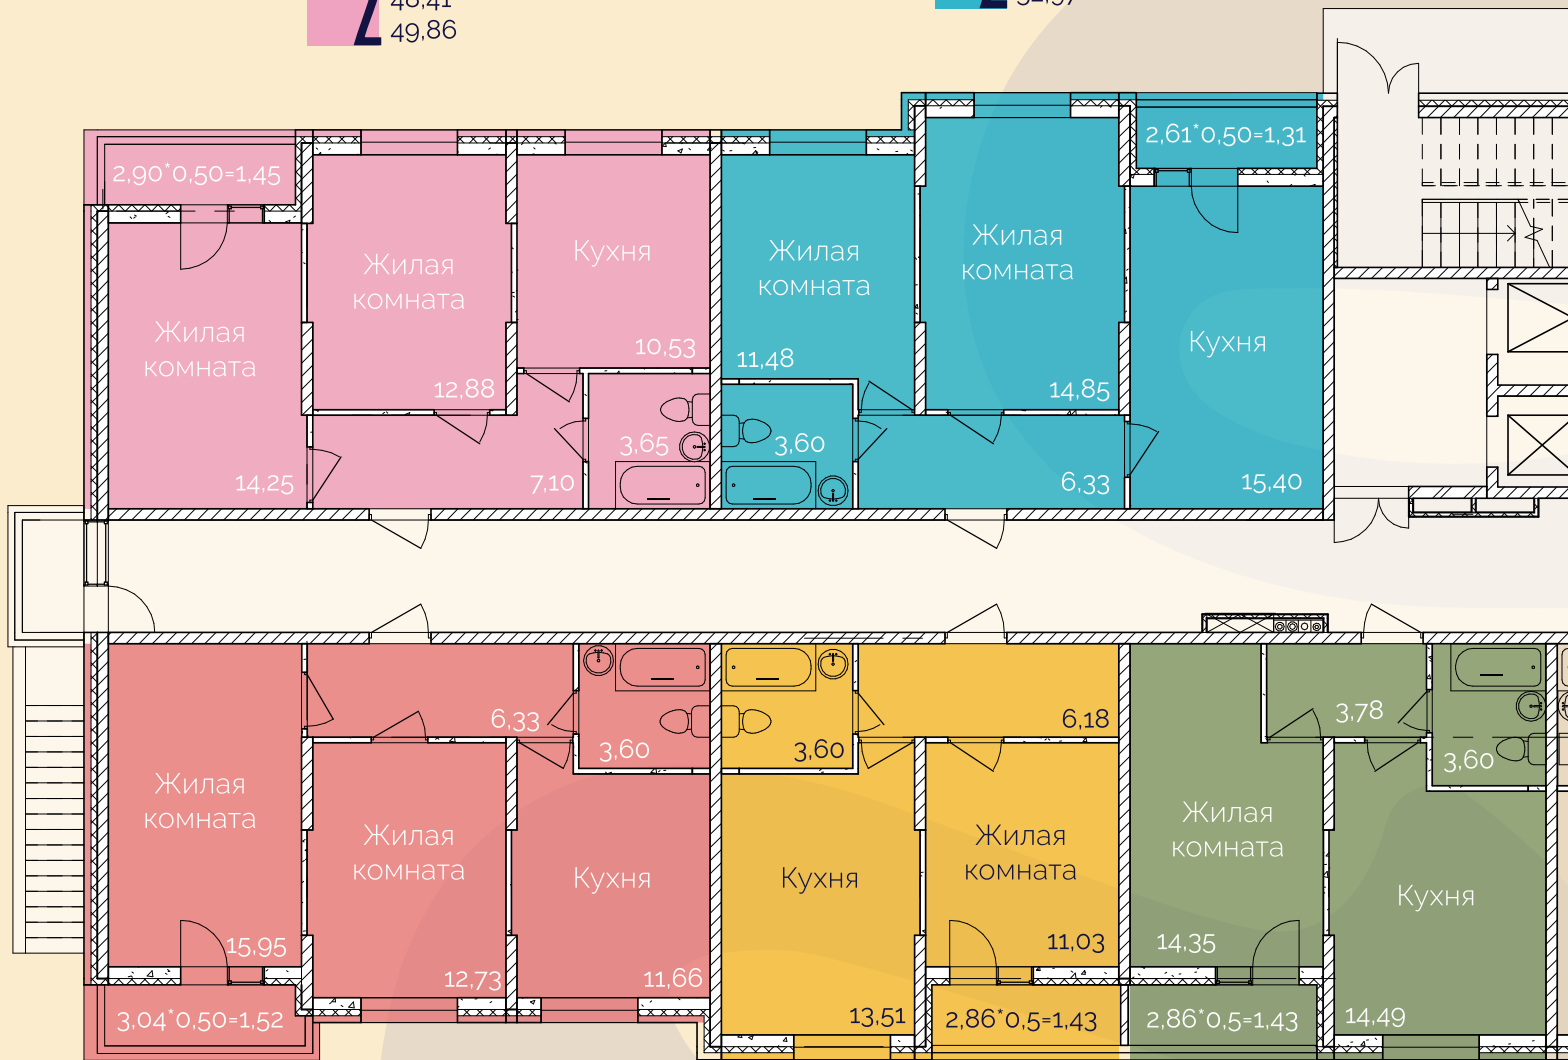 49,86
2,90*0,50=1,45
Жилая
комната
14,25
Жилая
комната
12,88
Кухня
10,53
7,10
3,65
Жилая
комната
11,48
3,60
Жилая
комната
14,85
6,33
2,61*0,50=1,31
Кухня
15,40
Жилая
комната
15,95
3,04*0,50=1,52
6,33
3,60
Жилая
комната
12,73
Кухня
11,66
3,60
6,18
Кухня
13,51
Жилая
комната
11,03
2,86*0,5=1,43
Жилая
комната
14,35
2,86*0,5=1,43
3,78
3,60
Кухня
14,49